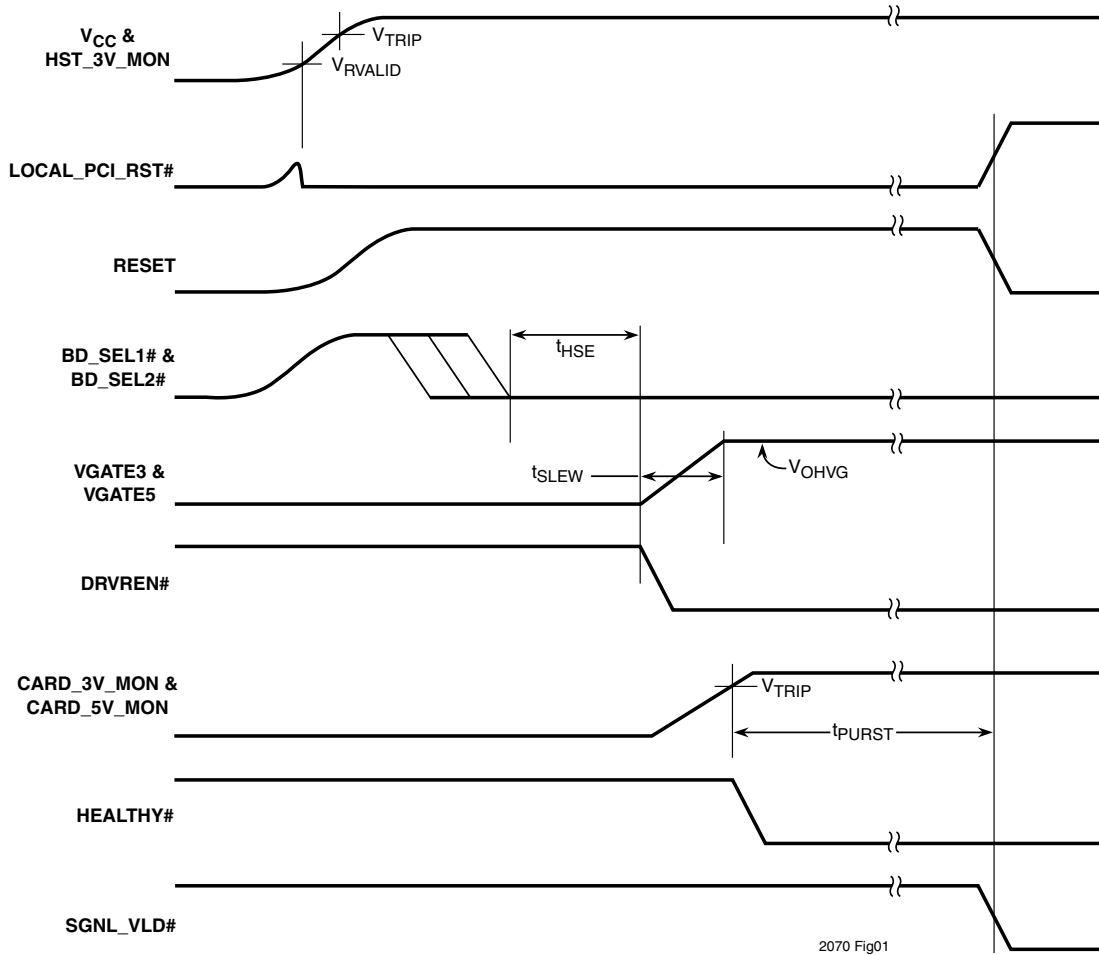 VCC &
HST_3V_MON
VTRIP
VRVALID
LOCAL_PCI_RST#
RESET
BD_SEL1# &
BD_SEL2#
tHSE
VGATE3 &
VGATE5
tSLEW
VOHVG
DRVREN#
CARD_3V_MON &
CARD_5V_MON
VTRIP
tPURST
HEALTHY#
SGNL_VLD#
2070 Fig01